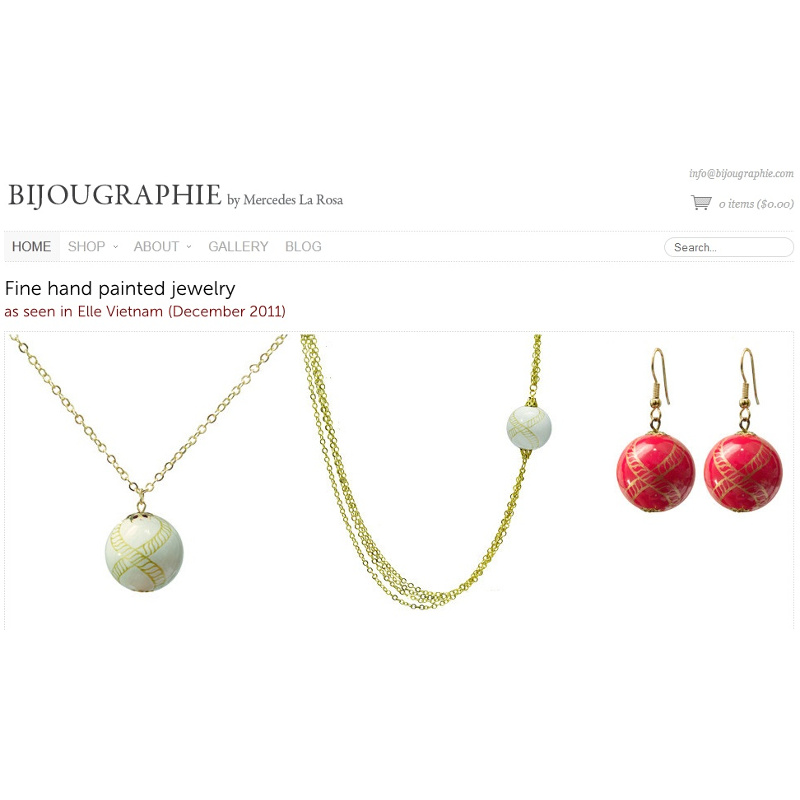 info@bijougraphie.com
BIJOUGRAPHIE by Mercedes La Rosa
0 items ($0.00)
HOME SHOP ABOUT GALLERY BLOG Search...
Fine hand painted jewelry
as seen in Elle Vietnam (December 2011)